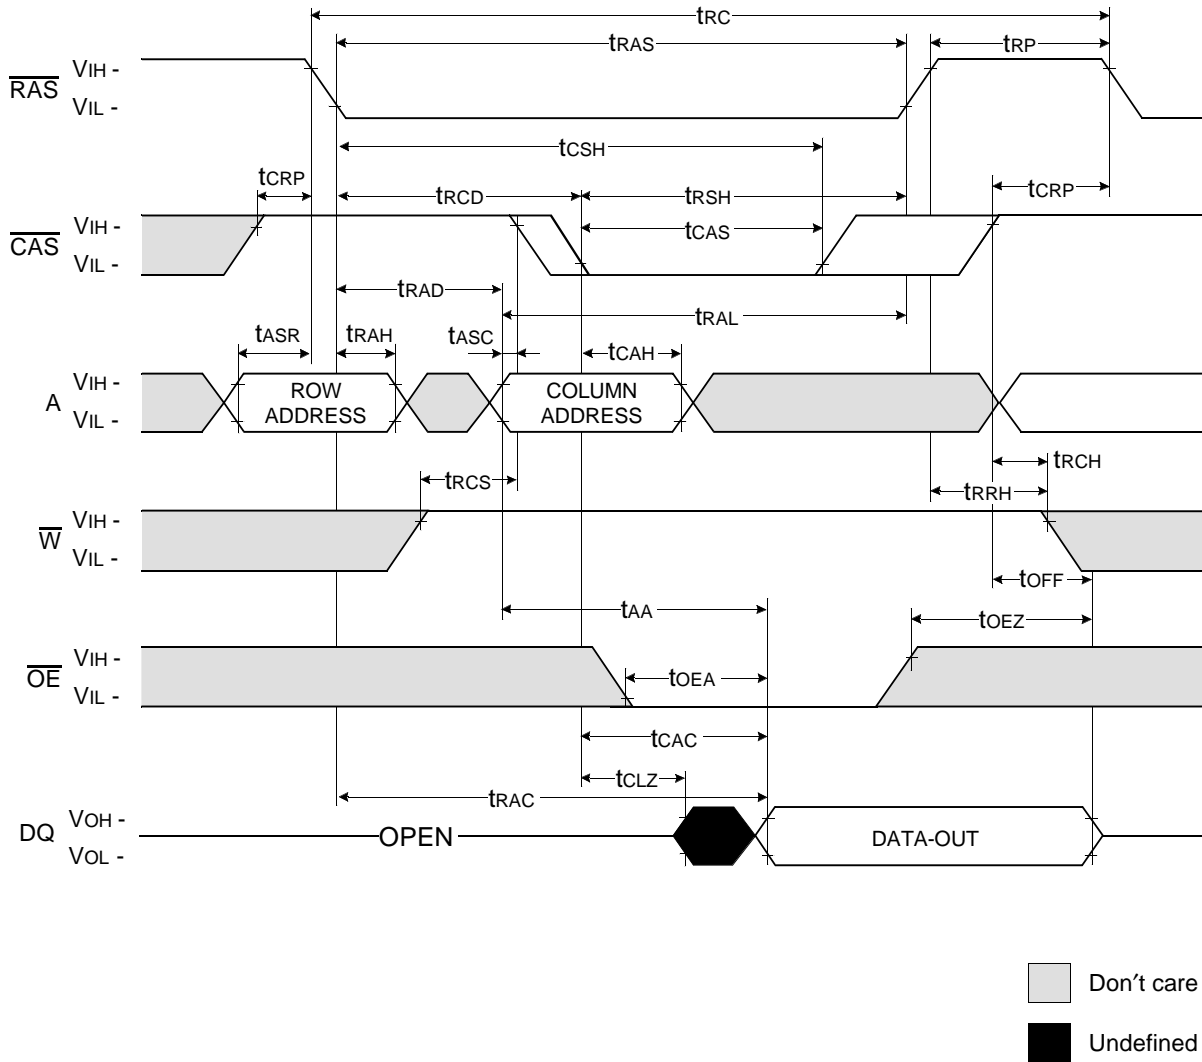 tRC
tRAS
tRP
RAS
VIH -
VIL -
tCSH
tCRP
tRCD
tRSH
tCRP
CAS
VIH -
VIL -
tCAS
tRAD
tRAL
tASR
tRAH
tASC
tCAH
A
VIH -
VIL -
ROW
ADDRESS
COLUMN
ADDRESS
tRCS
tRCH
tRRH
W
VIH -
VIL -
tOFF
tAA
tOEZ
OE
VIH -
VIL -
tOEA
tCAC
tCLZ
tRAC
DQ
VOH -
VOL -
OPEN
DATA-OUT
Don′t care
Undefined